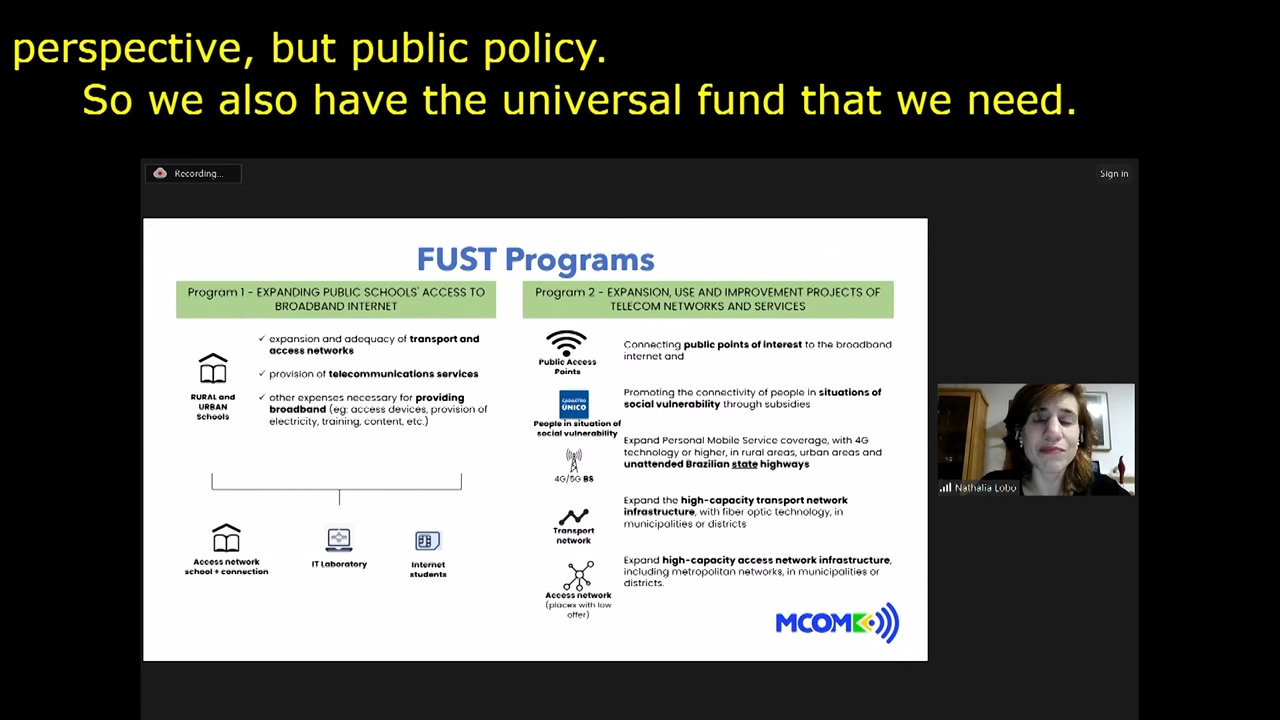 perspective, but public policy.
So we also have the universal fund that we need.
Recording...
Sign in
FUST Programs
Program 1 - EXPANDING PUBLIC SCHOOLS' ACCESS TO
BROADBAND INTERNET
RURAL and
URBAN
Schools
✓ expansion and adequacy of transport and
access networks
✓ provision of telecommunications services
✓ other expenses necessary for providing
broadband (eg: access devices, provision of
electricity, training, content, etc.)
Access network
school + connection
IT Laboratory
Internet
students
Program 2 - EXPANSION, USE AND IMPROVEMENT PROJECTS OF
TELECOM NETWORKS AND SERVICES
Public Access
Points
Connecting public points of interest to the broadband
internet and
CADASTRO
ÚNICO
People in situation of
social vulnerability
Promoting the connectivity of people in situations of
social vulnerability through subsidies
4G/5G BS
Expand Personal Mobile Service coverage, with 4G
technology or higher, in rural areas, urban areas and
unattended Brazilian state highways
Transport
network
Expand the high-capacity transport network
infrastructure, with fiber optic technology, in
municipalities or districts
Access network
(places with low
offer)
Expand high-capacity access network infrastructure,
including metropolitan networks, in municipalities or
districts.
MCOM
Nathalia Lobo